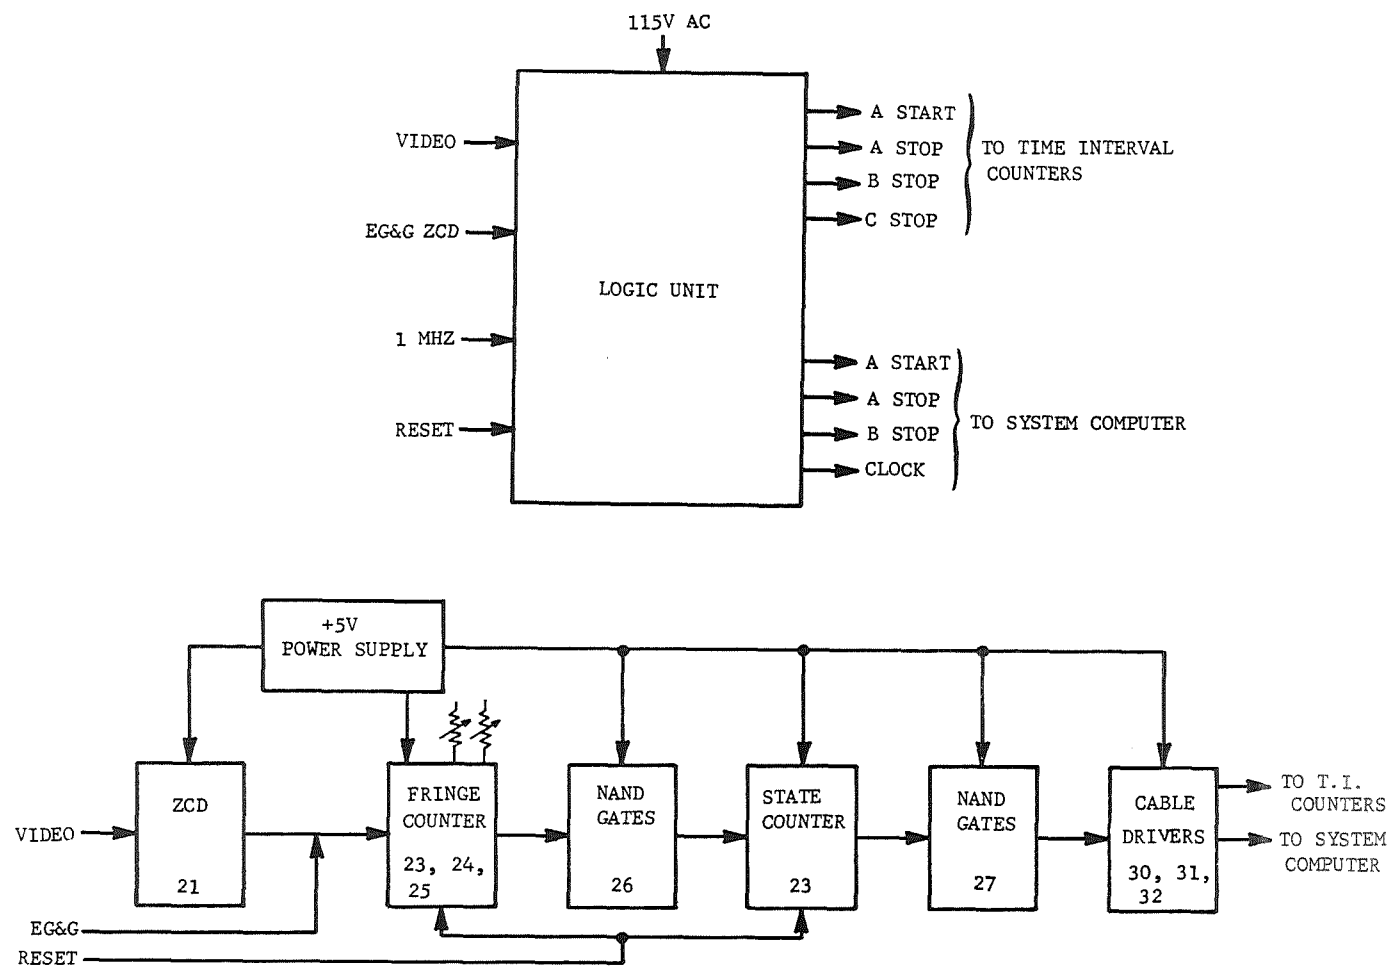 115V AC
VIDEO
EG&G ZCD
1 MHZ
RESET
LOGIC UNIT
A START
A STOP
B STOP
C STOP
TO TIME INTERVAL
COUNTERS
A START
A STOP
B STOP
CLOCK
TO SYSTEM COMPUTER
+5V
POWER SUPPLY
VIDEO
ZCD
21
FRINGE
COUNTER
23, 24,
25
NAND
GATES
26
STATE
COUNTER
23
NAND
GATES
27
CABLE
DRIVERS
30, 31,
32
TO T.I.
COUNTERS
TO SYSTEM
COMPUTER
EG&G
RESET